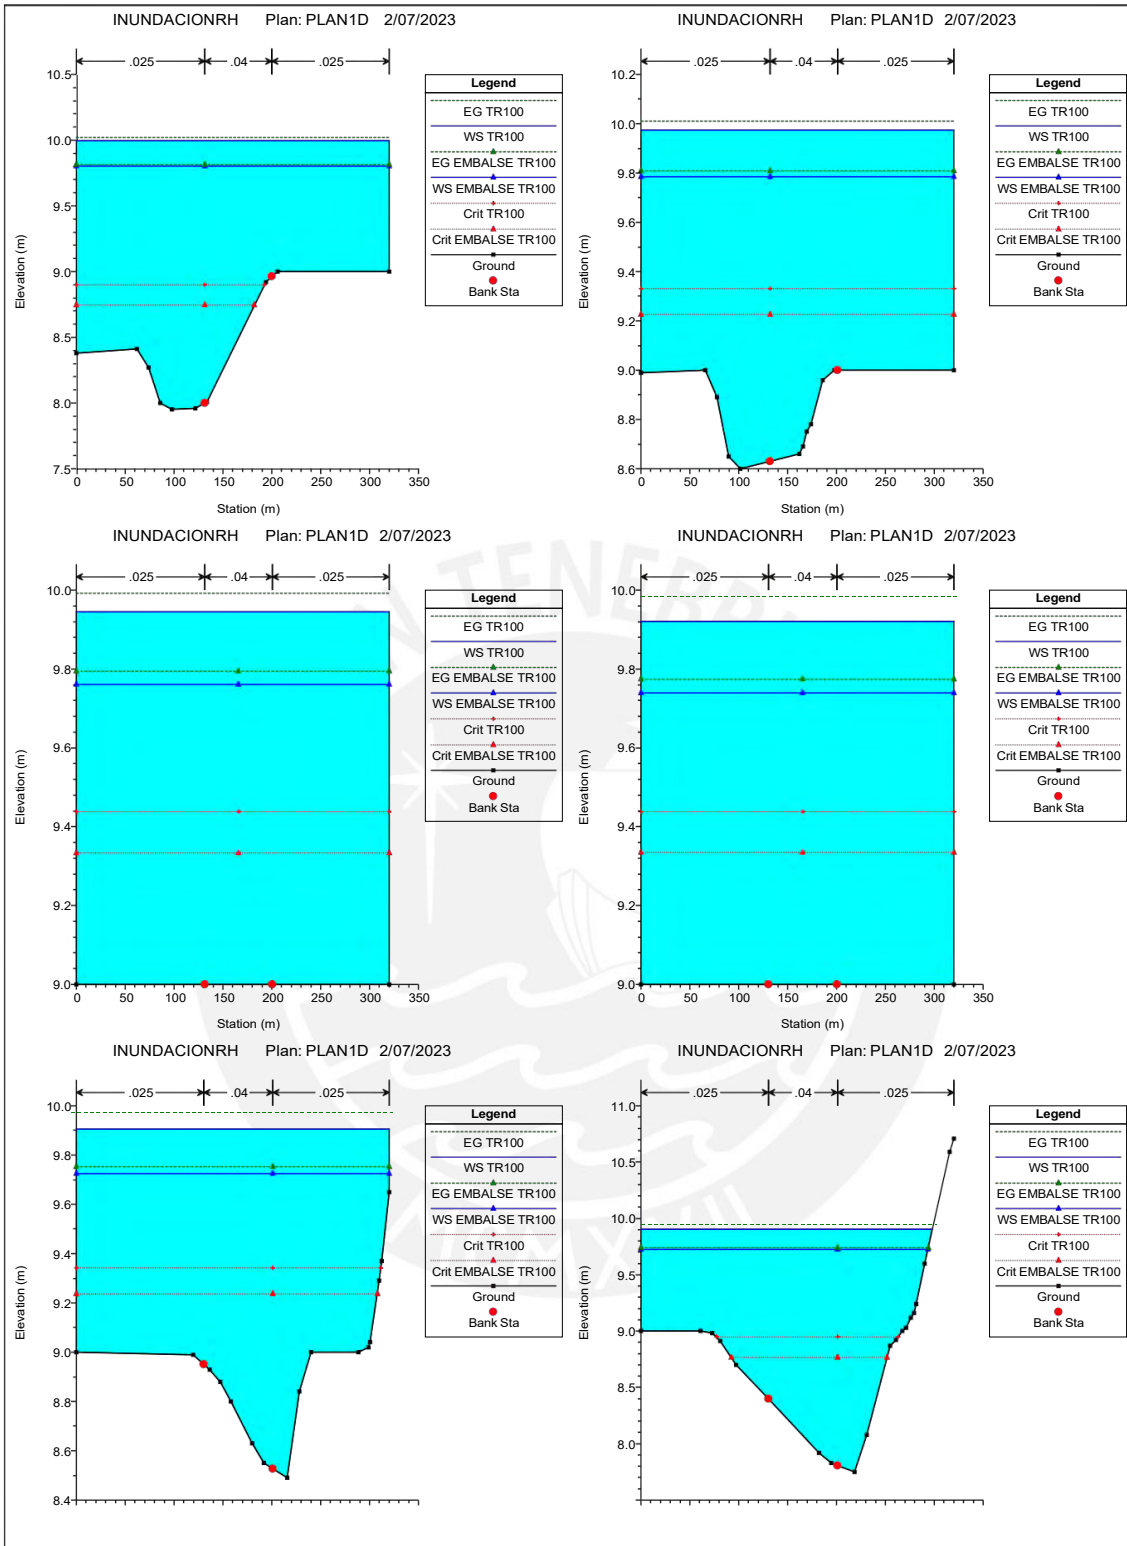 INUNDACIONRH Plan: PLAN1D 2/07/2023
.025 .04 .025
Elevation (m)
10.5
10.0
9.5
9.0
8.5
8.0
7.5
0 50 100 150 200 250 300 350
Station (m)
Legend
EG TR100
WS TR100
EG EMBALSE TR100
WS EMBALSE TR100
Crit TR100
Crit EMBALSE TR100
Ground
Bank Sta
INUNDACIONRH Plan: PLAN1D 2/07/2023
.025 .04 .025
Elevation (m)
10.2
10.0
9.8
9.6
9.4
9.2
9.0
8.8
8.6
0 50 100 150 200 250 300 350
Station (m)
Legend
EG TR100
WS TR100
EG EMBALSE TR100
WS EMBALSE TR100
Crit TR100
Crit EMBALSE TR100
Ground
Bank Sta
INUNDACIONRH Plan: PLAN1D 2/07/2023
.025 .04 .025
Elevation (m)
10.0
9.8
9.6
9.4
9.2
9.0
0 50 100 150 200 250 300 350
Station (m)
Legend
EG TR100
WS TR100
EG EMBALSE TR100
WS EMBALSE TR100
Crit TR100
Crit EMBALSE TR100
Ground
Bank Sta
INUNDACIONRH Plan: PLAN1D 2/07/2023
.025 .04 .025
Elevation (m)
10.0
9.8
9.6
9.4
9.2
9.0
0 50 100 150 200 250 300 350
Station (m)
Legend
EG TR100
WS TR100
EG EMBALSE TR100
WS EMBALSE TR100
Crit TR100
Crit EMBALSE TR100
Ground
Bank Sta
INUNDACIONRH Plan: PLAN1D 2/07/2023
.025 .04 .025
Elevation (m)
10.0
9.8
9.6
9.4
9.2
9.0
8.8
8.6
8.4
Legend
EG TR100
WS TR100
EG EMBALSE TR100
WS EMBALSE TR100
Crit TR100
Crit EMBALSE TR100
Ground
Bank Sta
INUNDACIONRH Plan: PLAN1D 2/07/2023
.025 .04 .025
Elevation (m)
11.0
10.5
10.0
9.5
9.0
8.5
8.0
Legend
EG TR100
WS TR100
EG EMBALSE TR100
WS EMBALSE TR100
Crit TR100
Crit EMBALSE TR100
Ground
Bank Sta